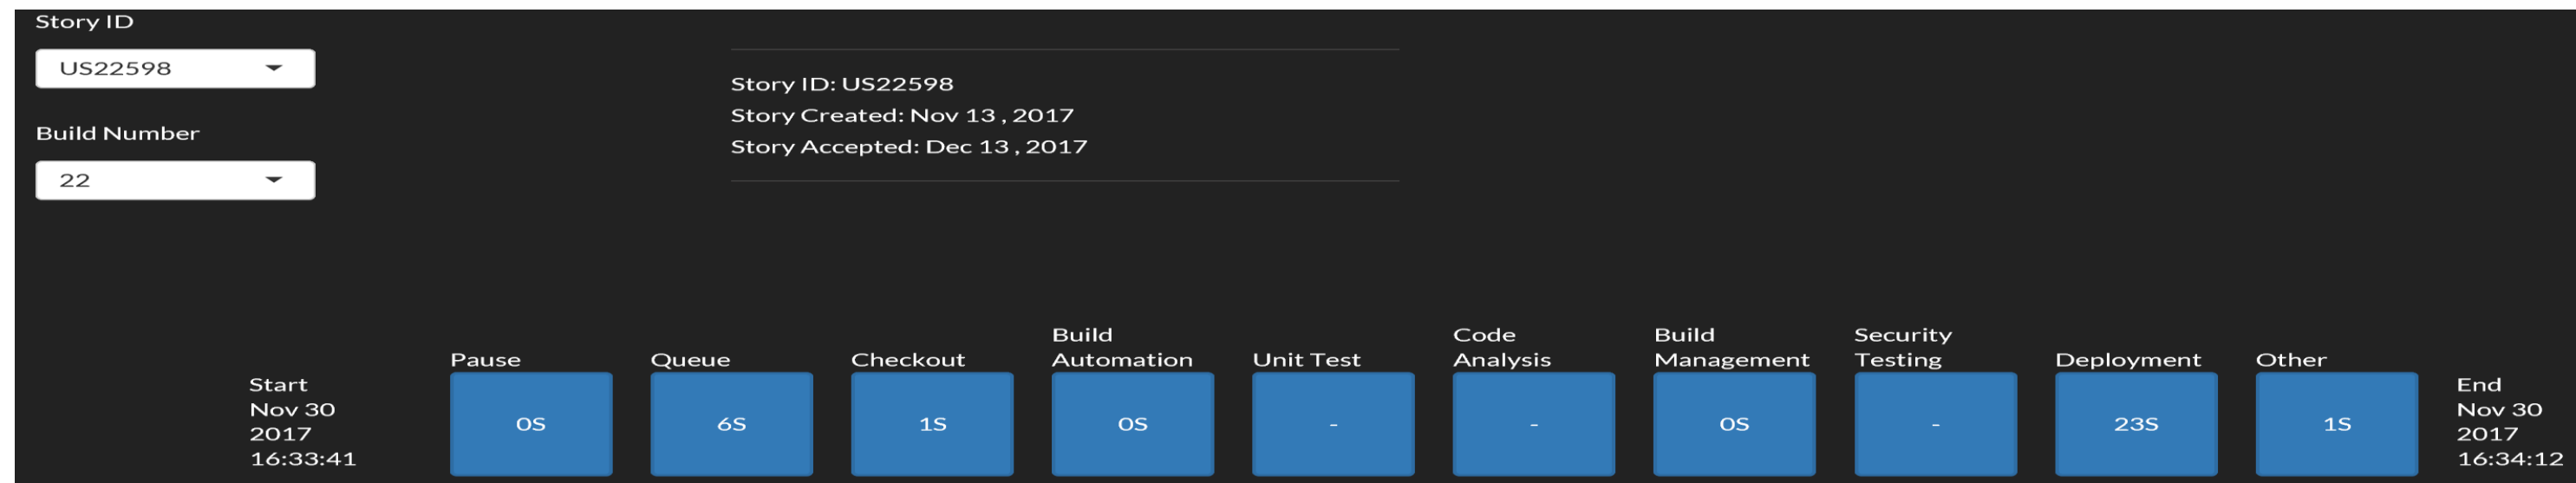 Story ID
US22598
Build Number
22
Story ID: US22598
Story Created: Nov 13 , 2017
Story Accepted: Dec 13 , 2017
Start
Nov 30
2017
16:33:41
Pause
0S
Queue
6S
Checkout
1S
Build
Automation
0S
Unit Test
-
Code
Analysis
-
Build
Management
0S
Security
Testing
-
Deployment
23S
Other
1S
End
Nov 30
2017
16:34:12